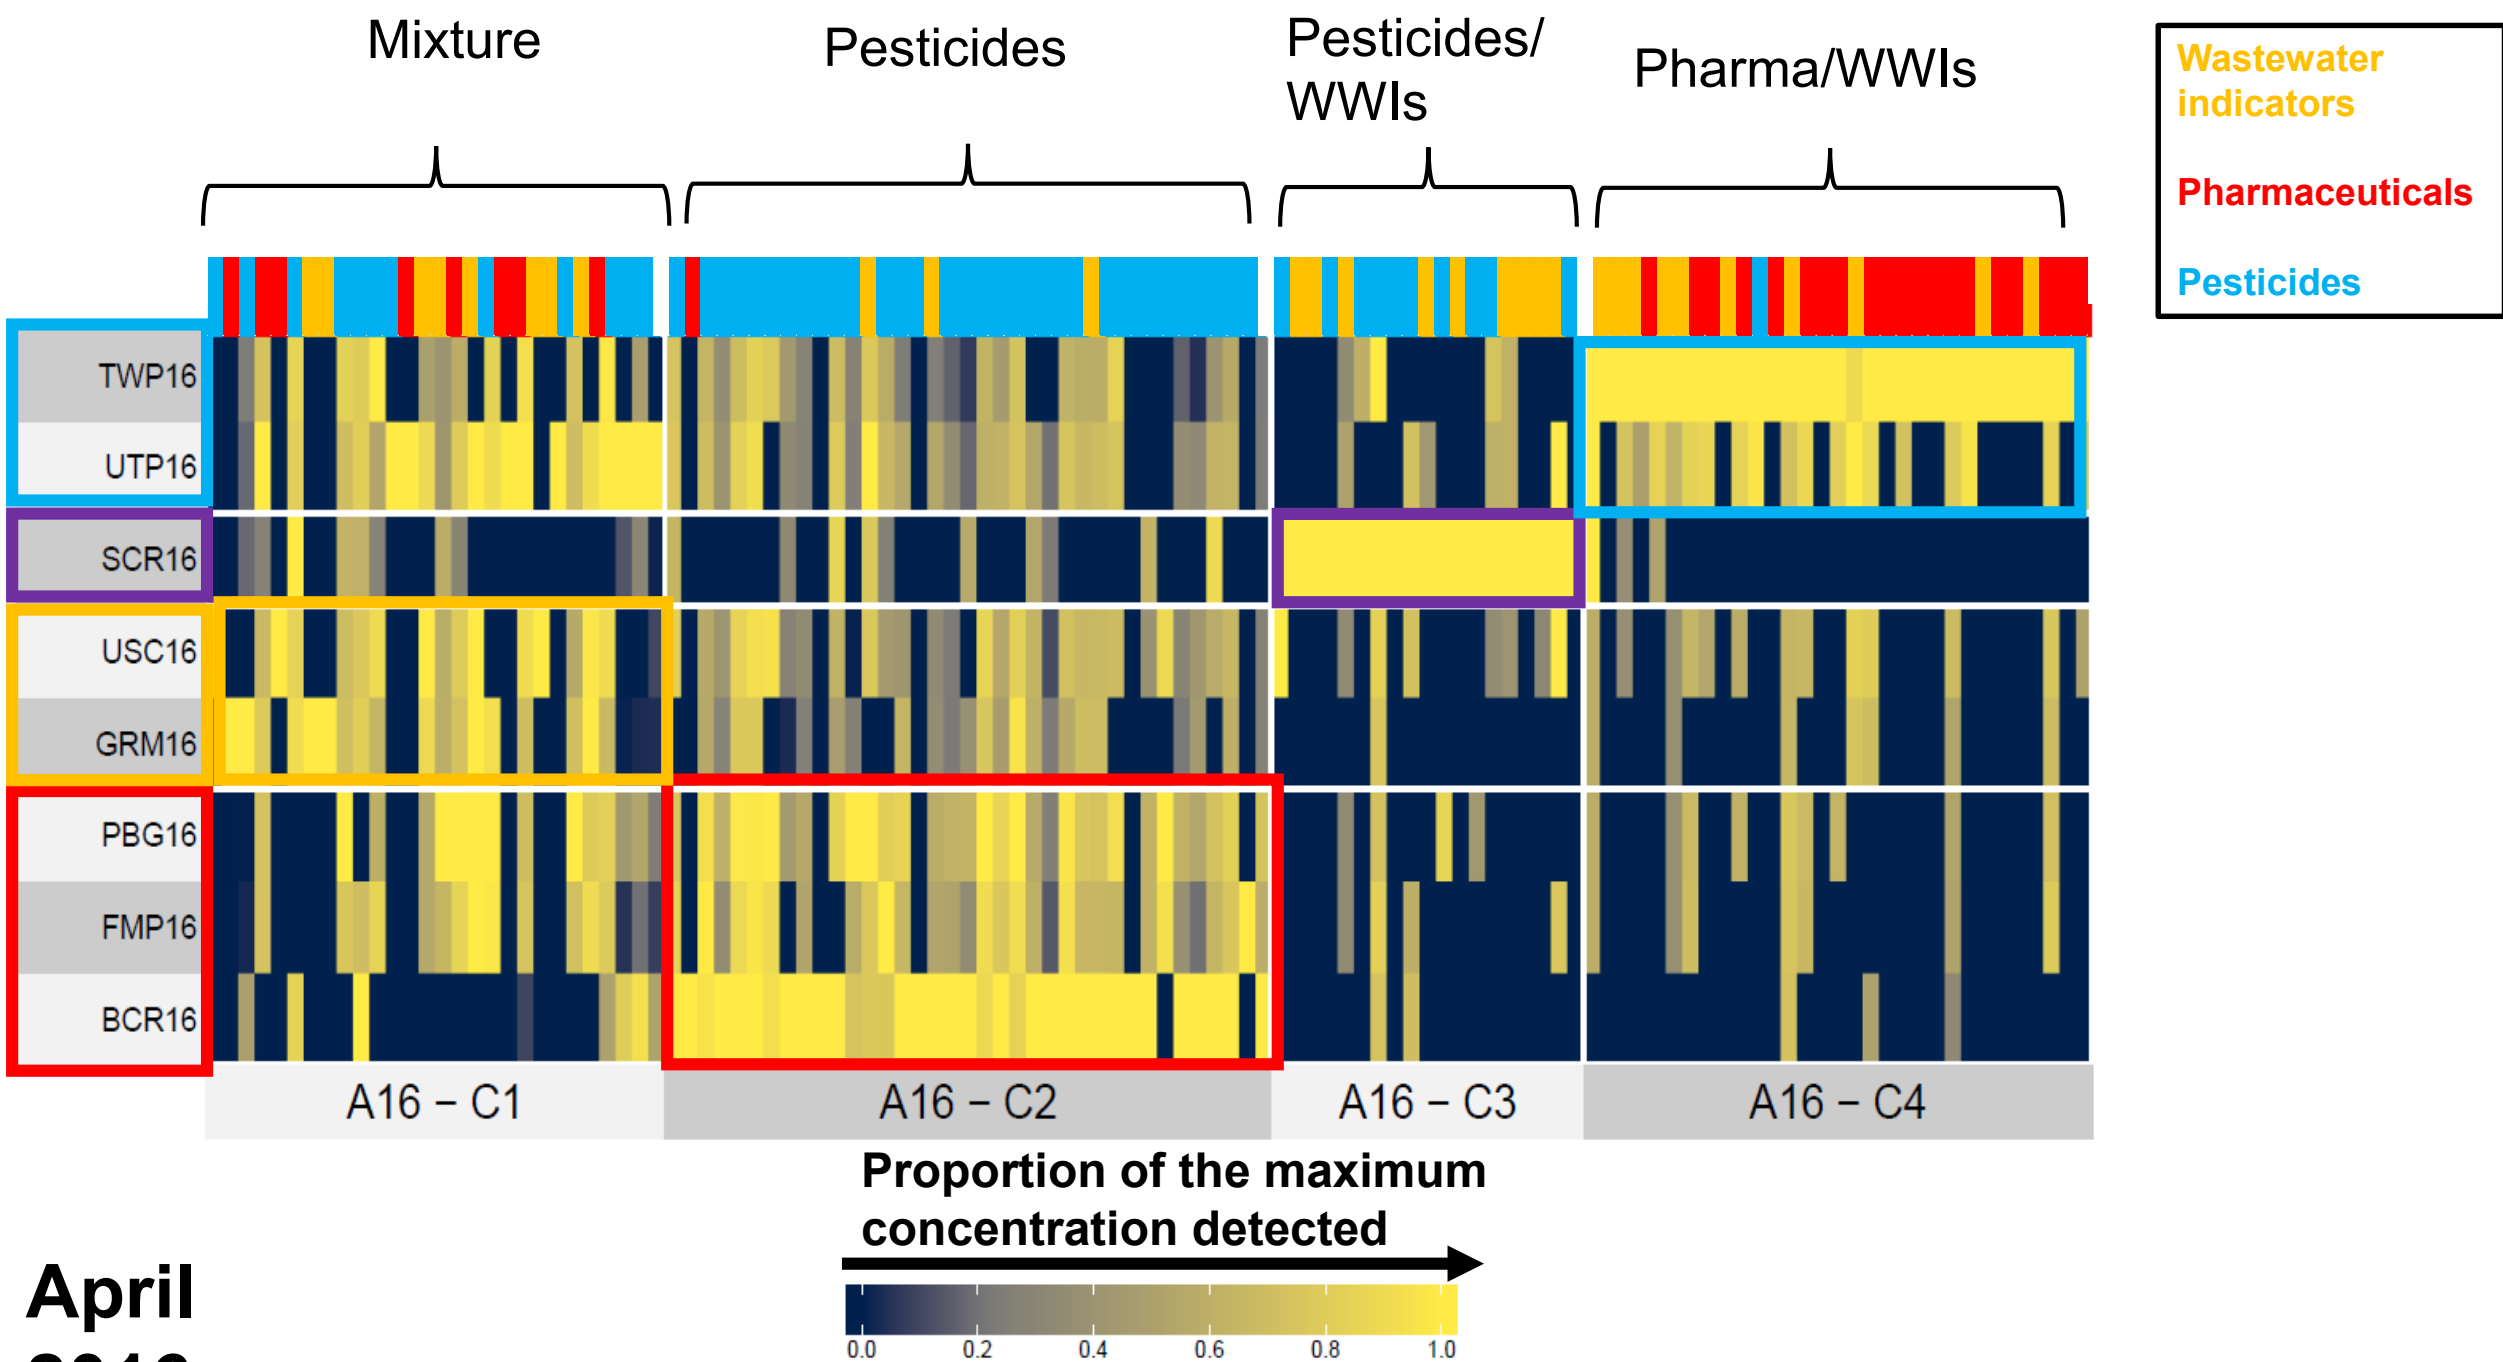 Mixture
Pesticides
Pesticides/
WWIs
Pharma/WWIs
Wastewater
indicators
Pharmaceuticals
Pesticides
TWP16
UTP16
SCR16
USC16
GRM16
PBG16
FMP16
BCR16
A16 – C1
A16 – C2
A16 – C3
A16 – C4
Proportion of the maximum
concentration detected
0.0 0.2 0.4 0.6 0.8 1.0
April